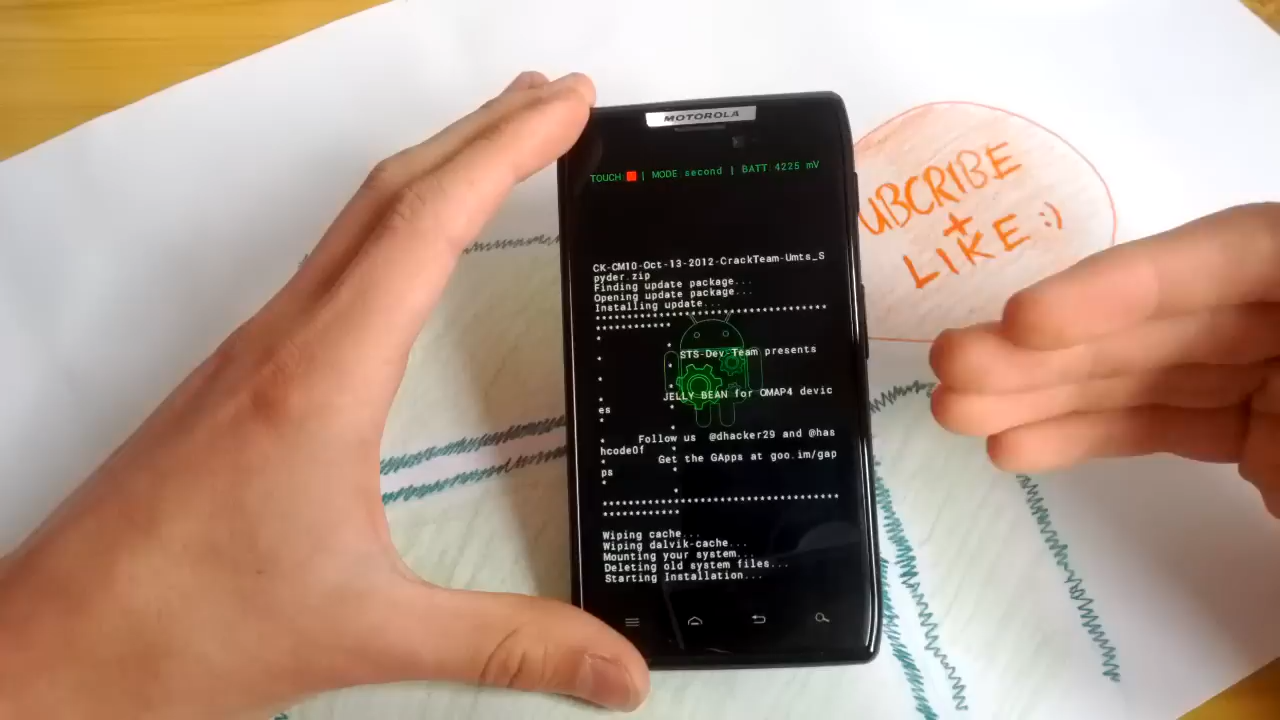 MOTOROLA
TOUCH: | MODE: second | BATT: 4225 mV
CK-CM10-Oct-13-2012-CrackTeam-Umts_S
pyder.zip
Finding update package...
Opening update package...
Installing update...
************************************
************
*
*
* STS-Dev-Team presents
*
*
*
* JELLY BEAN for OMAP4 devic
es *
*
* Follow us @dhacker29 and @has
hcode0f *
* Get the GApps at goo.im/gap
ps *
*
*
************************************
************
Wiping cache...
Wiping dalvik-cache...
Mounting your system...
Deleting old system files...
Starting Installation...
UBCRIBE
+
LIKE :)